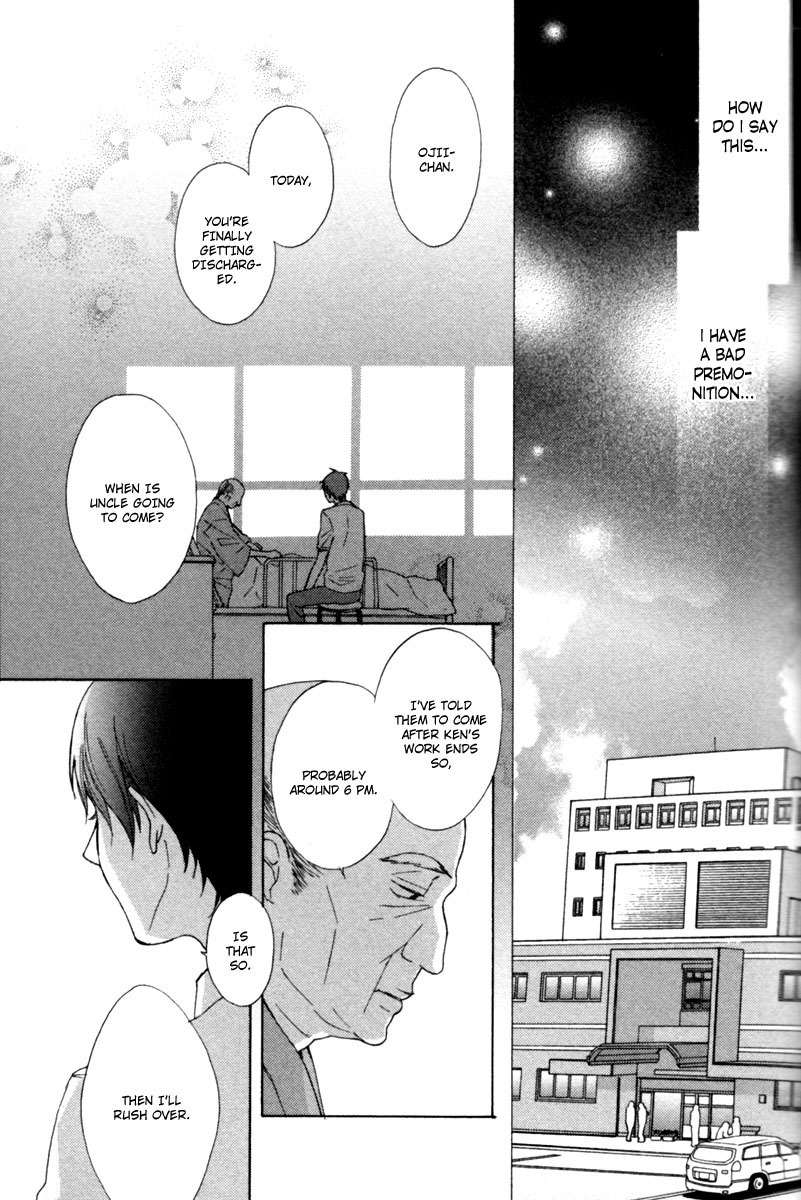 HOW
DO I SAY
THIS...
I HAVE
A BAD
PREMO-
NITION...
OJII-
CHAN.
TODAY,
YOU'RE
FINALLY
GETTING
DISCHARG-
ED.
WHEN IS
UNCLE GOING
TO COME?
I'VE TOLD
THEM TO COME
AFTER KEN'S
WORK ENDS
SO,
PROBABLY
AROUND 6 PM.
IS
THAT
SO.
THEN I'LL
RUSH OVER.